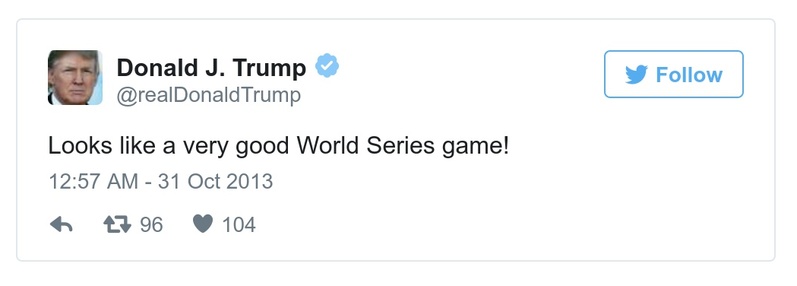 Donald J. Trump
@realDonaldTrump
Follow
Looks like a very good World Series game!
12:57 AM - 31 Oct 2013
96 104